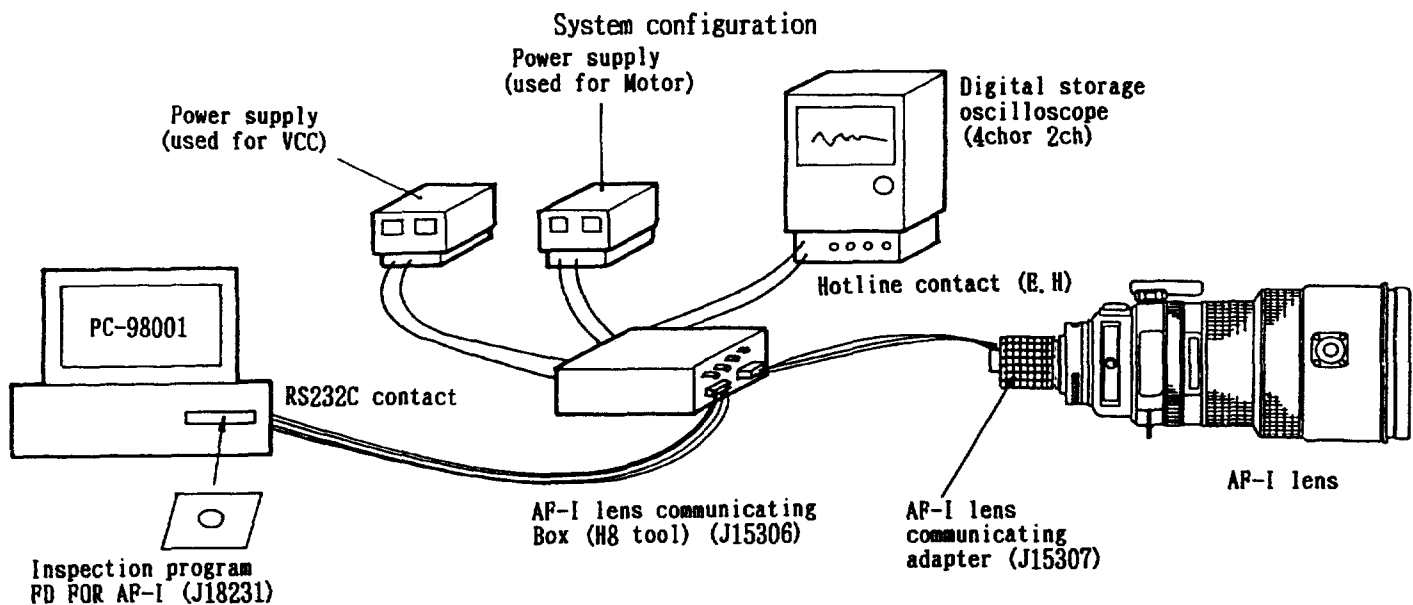 System configuration
Power supply
(used for Motor)
Power supply
(used for VCC)
Digital storage
oscilloscope
(4chor 2ch)
Hotline contact (E, H)
PC-98001
RS232C contact
AF-I lens
AF-I lens communicating
Box (H8 tool) (J15306)
AF-I lens
communicating
adapter (J15307)
Inspection program
FD FOR AF-I (J18231)